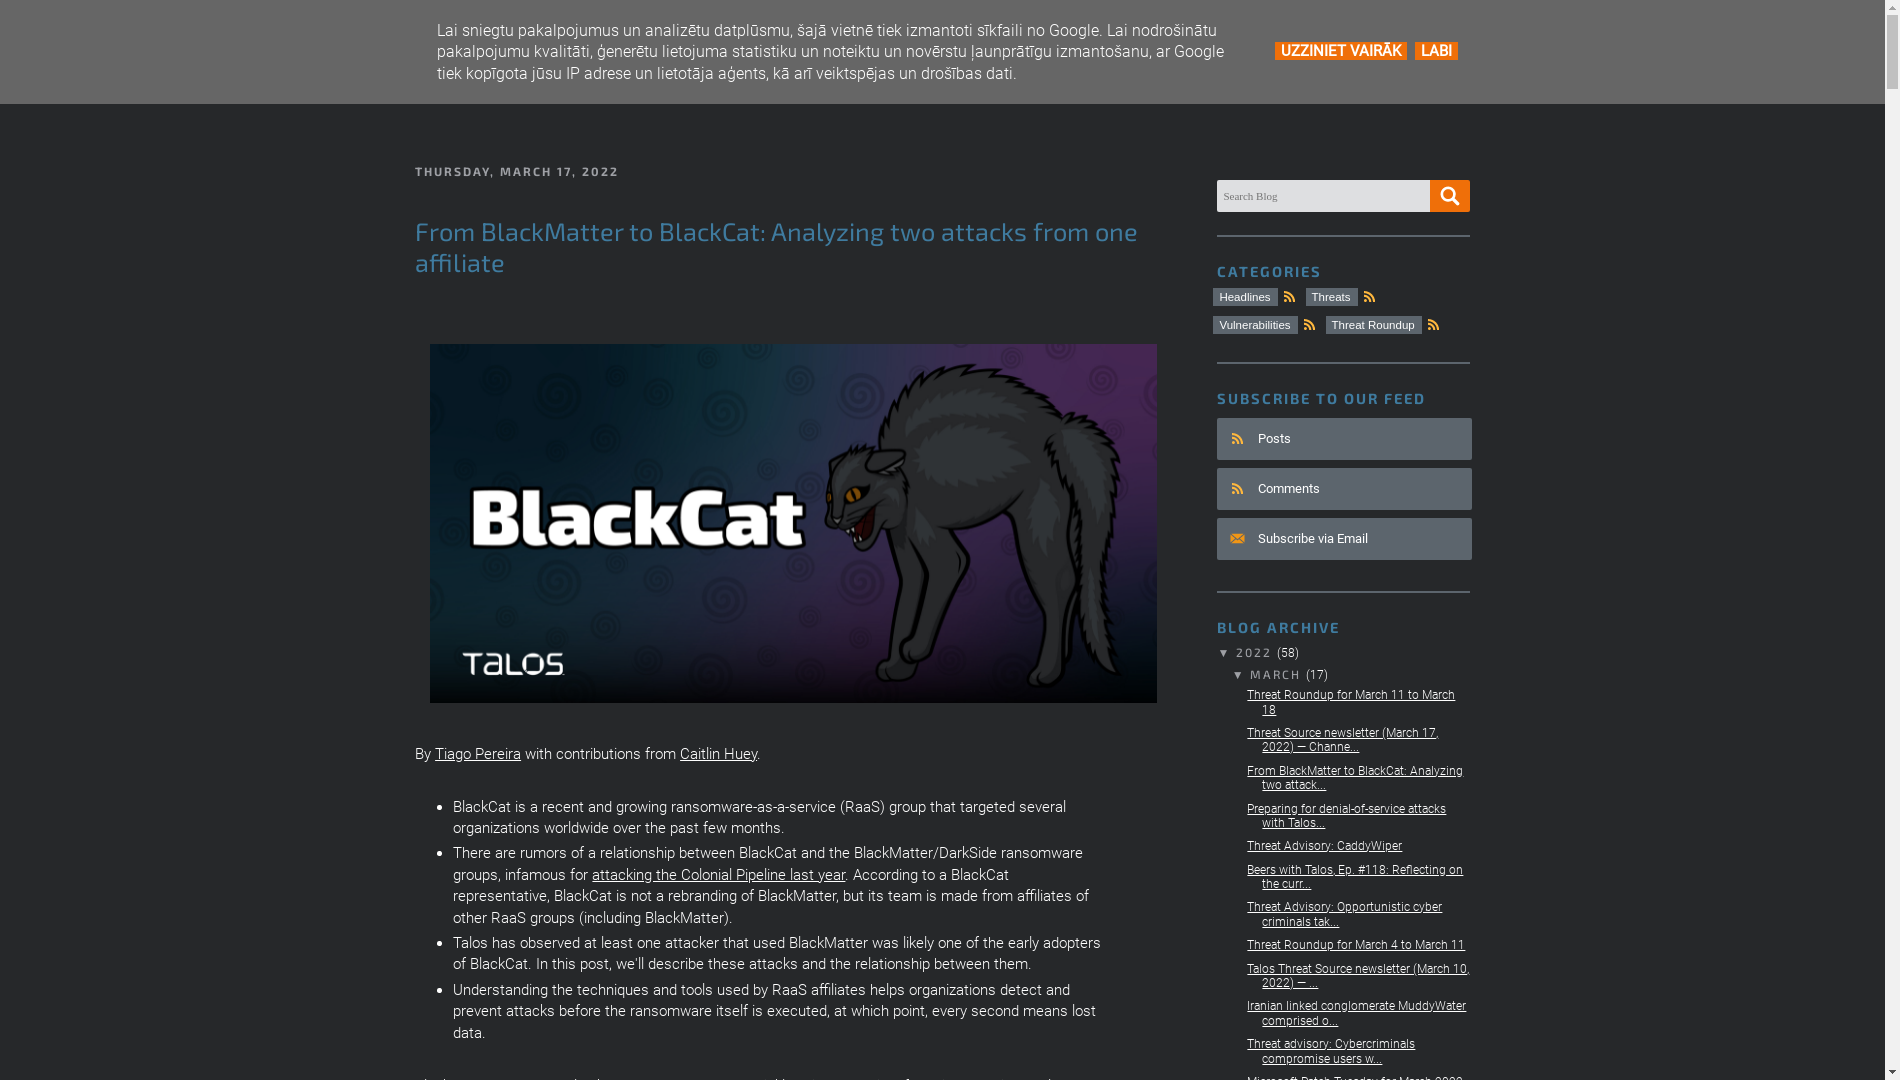 Lai sniegtu pakalpojumus un analizētu datplūsmu, šajā vietnē tiek izmantoti sīkfaili no Google. Lai nodrošinātu
pakalpojumu kvalitāti, ģenerētu lietojuma statistiku un noteiktu un novērstu ļaunprātīgu izmantošanu, ar Google
tiek kopīgota jūsu IP adrese un lietotāja aģents, kā arī veiktspējas un drošības dati.
UZZINIET VAIRĀK LABI
THURSDAY, MARCH 17, 2022
From BlackMatter to BlackCat: Analyzing two attacks from one
affiliate
BlackCat
TALOS
By Tiago Pereira with contributions from Caitlin Huey.
BlackCat is a recent and growing ransomware-as-a-service (RaaS) group that targeted several
organizations worldwide over the past few months.
There are rumors of a relationship between BlackCat and the BlackMatter/DarkSide ransomware
groups, infamous for attacking the Colonial Pipeline last year. According to a BlackCat
representative, BlackCat is not a rebranding of BlackMatter, but its team is made from affiliates of
other RaaS groups (including BlackMatter).
Talos has observed at least one attacker that used BlackMatter was likely one of the early adopters
of BlackCat. In this post, we'll describe these attacks and the relationship between them.
Understanding the techniques and tools used by RaaS affiliates helps organizations detect and
prevent attacks before the ransomware itself is executed, at which point, every second means lost
data.
Search Blog
CATEGORIES
Headlines Threats
Vulnerabilities Threat Roundup
SUBSCRIBE TO OUR FEED
Posts
Comments
Subscribe via Email
BLOG ARCHIVE
▼ 2022 (58)
▼ MARCH (17)
Threat Roundup for March 11 to March
18
Threat Source newsletter (March 17,
2022) — Channe...
From BlackMatter to BlackCat: Analyzing
two attack...
Preparing for denial-of-service attacks
with Talos...
Threat Advisory: CaddyWiper
Beers with Talos, Ep. #118: Reflecting on
the curr...
Threat Advisory: Opportunistic cyber
criminals tak...
Threat Roundup for March 4 to March 11
Talos Threat Source newsletter (March 10,
2022) — ...
Iranian linked conglomerate MuddyWater
comprised o...
Threat advisory: Cybercriminals
compromise users w...
Microsoft Patch Tuesday for March 2022